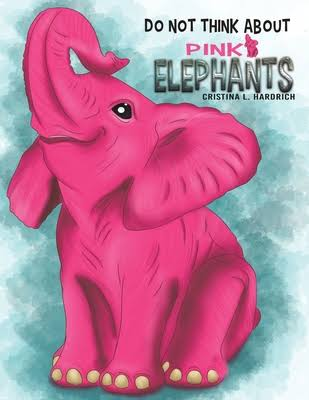 DO NOT THINK ABOUT
PINK
ELEPHANTS
CRISTINA L. HARDRICH